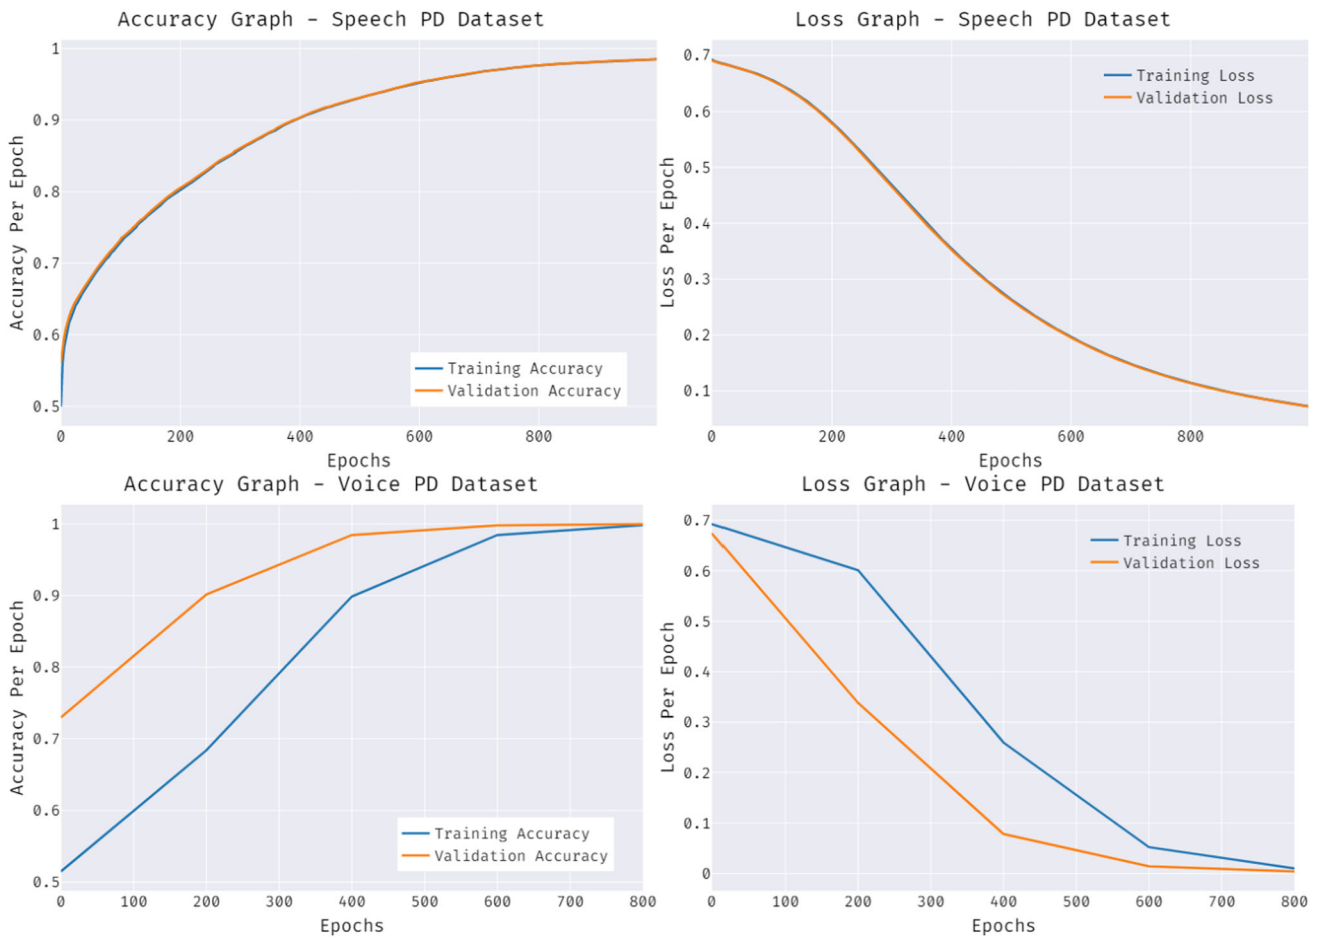 Accuracy Graph – Speech PD Dataset
1
0.9
0.8
0.7
0.6
0.5
Accuracy Per Epoch
Training Accuracy
Validation Accuracy
0 200 400 600 800
Epochs
Loss Graph – Speech PD Dataset
0.7
0.6
0.5
0.4
0.3
0.2
0.1
Loss Per Epoch
Training Loss
Validation Loss
0 200 400 600 800
Epochs
Accuracy Graph – Voice PD Dataset
1
0.9
0.8
0.7
0.6
0.5
Accuracy Per Epoch
Training Accuracy
Validation Accuracy
0 100 200 300 400 500 600 700 800
Epochs
Loss Graph – Voice PD Dataset
0.7
0.6
0.5
0.4
0.3
0.2
0.1
0
Loss Per Epoch
Training Loss
Validation Loss
0 100 200 300 400 500 600 700 800
Epochs